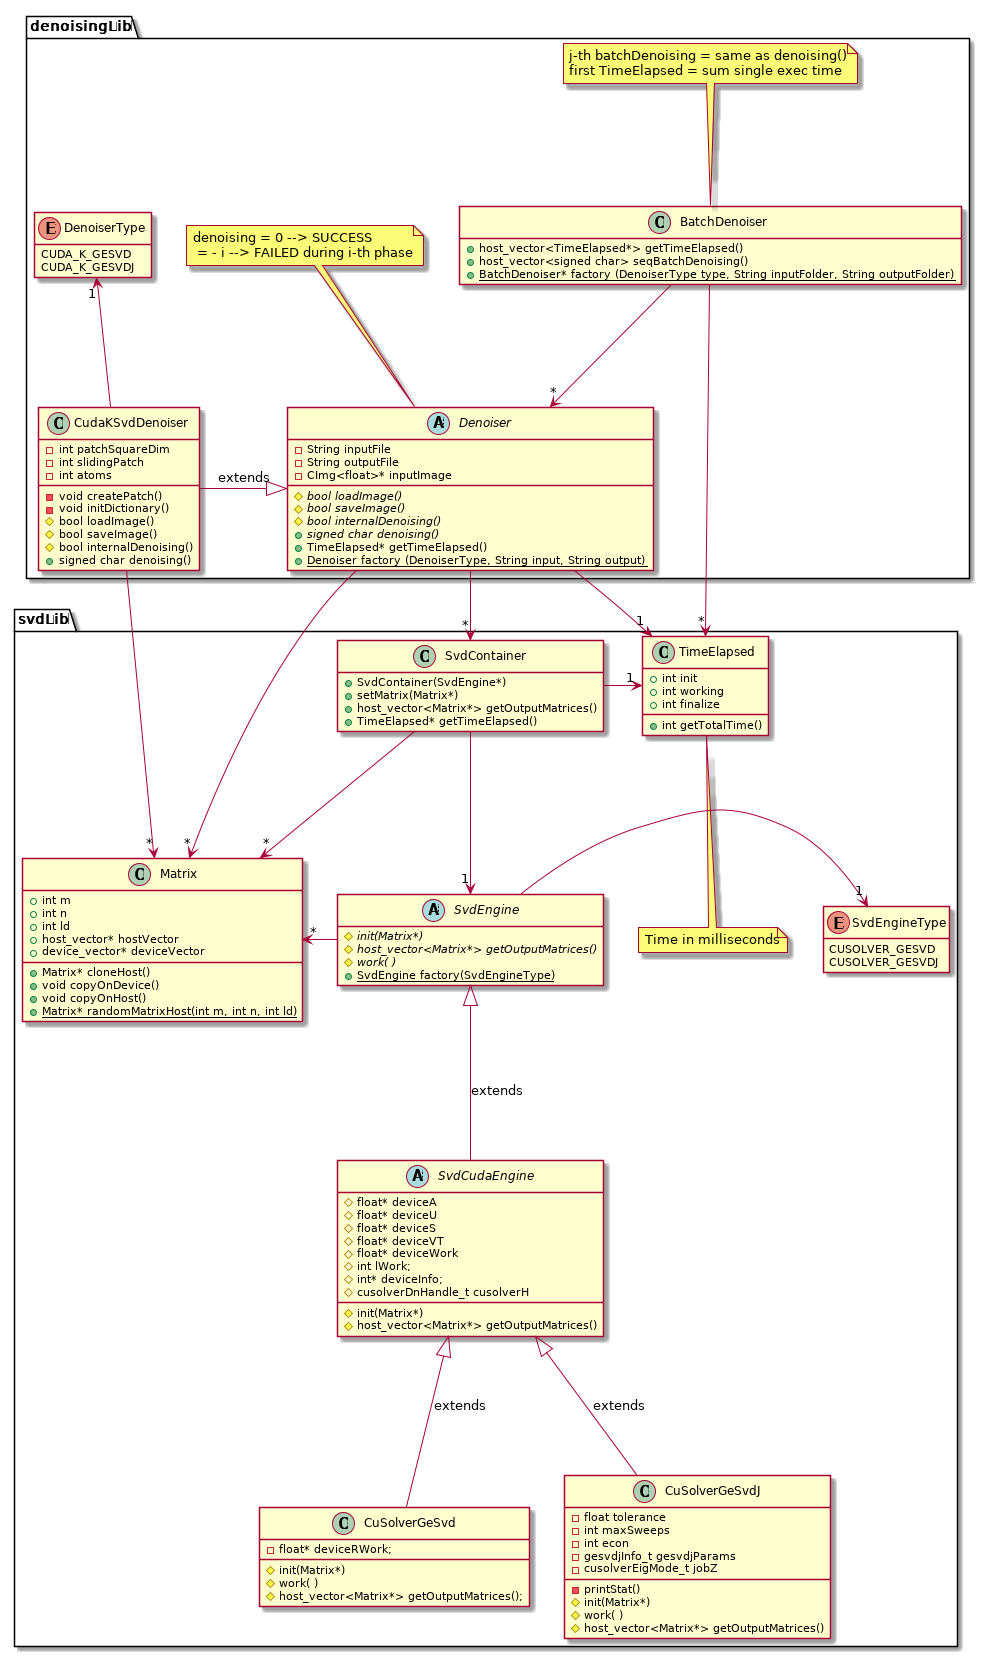 denoisingLib
j-th batchDenoising = same as denoising()
first TimeElapsed = sum single exec time
E DenoiserType
CUDA_K_GESVD
CUDA_K_GESVDJ
denoising = 0 --> SUCCESS
= - i --> FAILED during i-th phase
C BatchDenoiser
host_vector<TimeElapsed*> getTimeElapsed()
host_vector<signed char> seqBatchDenoising()
BatchDenoiser* factory (DenoiserType type, String inputFolder, String outputFolder)
1
*
C CudaKSvdDenoiser
int patchSquareDim
int slidingPatch
int atoms
void createPatch()
void initDictionary()
bool loadImage()
bool saveImage()
bool internalDenoising()
signed char denoising()
extends
A Denoiser
String inputFile
String outputFile
CImg<float>* inputImage
bool loadImage()
bool saveImage()
bool internalDenoising()
signed char denoising()
TimeElapsed* getTimeElapsed()
Denoiser factory (DenoiserType, String input, String output)
svdLib
*
1
*
C SvdContainer
SvdContainer(SvdEngine*)
setMatrix(Matrix*)
host_vector<Matrix*> getOutputMatrices()
TimeElapsed* getTimeElapsed()
1
C TimeElapsed
int init
int working
int finalize
int getTotalTime()
*
*
*
1
1
C Matrix
int m
int n
int ld
host_vector* hostVector
device_vector* deviceVector
Matrix* cloneHost()
void copyOnDevice()
void copyOnHost()
Matrix* randomMatrixHost(int m, int n, int ld)
*
A SvdEngine
init(Matrix*)
host_vector<Matrix*> getOutputMatrices()
work( )
SvdEngine factory(SvdEngineType)
Time in milliseconds
E SvdEngineType
CUSOLVER_GESVD
CUSOLVER_GESVDJ
extends
A SvdCudaEngine
float* deviceA
float* deviceU
float* deviceS
float* deviceVT
float* deviceWork
int lWork;
int* deviceInfo;
cusolverDnHandle_t cusolverH
init(Matrix*)
host_vector<Matrix*> getOutputMatrices()
extends
extends
C CuSolverGeSvd
float* deviceRWork;
init(Matrix*)
work( )
host_vector<Matrix*> getOutputMatrices();
C CuSolverGeSvdJ
float tolerance
int maxSweeps
int econ
gesvdjInfo_t gesvdjParams
cusolverEigMode_t jobZ
printStat()
init(Matrix*)
work( )
host_vector<Matrix*> getOutputMatrices()